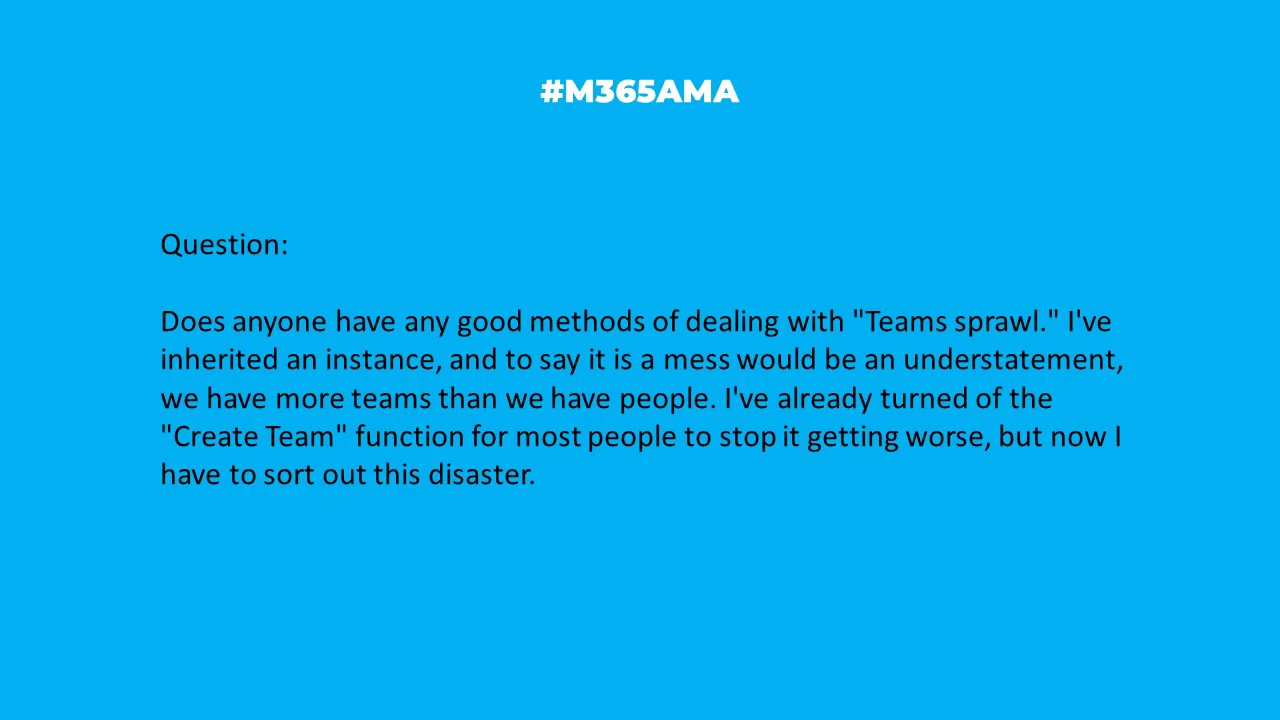 #M365AMA
Question:
Does anyone have any good methods of dealing with "Teams sprawl." I've
inherited an instance, and to say it is a mess would be an understatement,
we have more teams than we have people. I've already turned of the
"Create Team" function for most people to stop it getting worse, but now I
have to sort out this disaster.